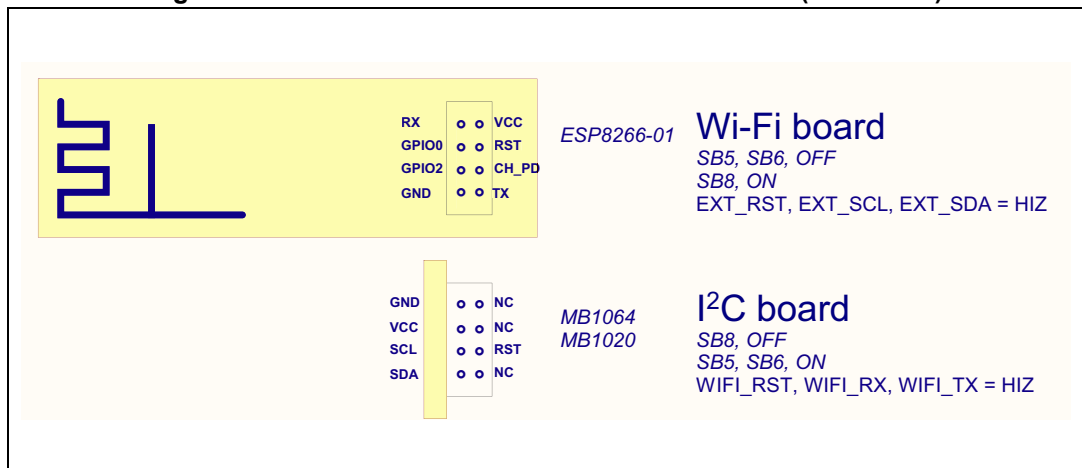 RX VCC
GPIO0 RST
GPIO2 CH_PD
GND TX
ESP8266-01
Wi-Fi board
SB5, SB6, OFF
SB8, ON
EXT_RST, EXT_SCL, EXT_SDA = HIZ
GND NC
VCC NC
SCL RST
SDA NC
MB1064
MB1020
I²C board
SB8, OFF
SB5, SB6, ON
WIFI_RST, WIFI_RX, WIFI_TX = HIZ